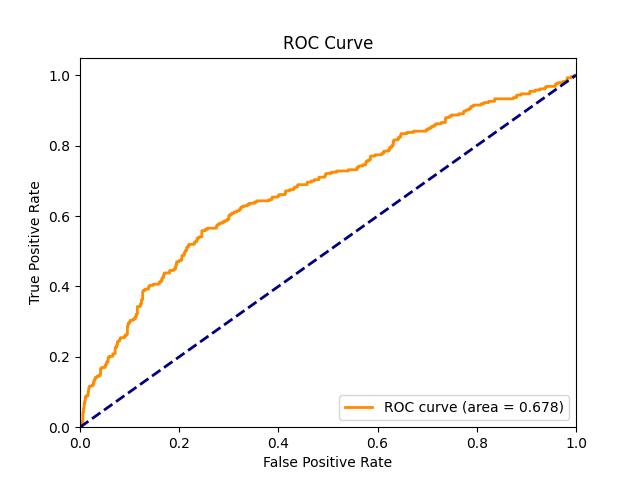 ROC Curve
True Positive Rate
1.0
0.8
0.6
0.4
0.2
0.0
0.0 0.2 0.4 0.6 0.8 1.0
False Positive Rate
ROC curve (area = 0.678)